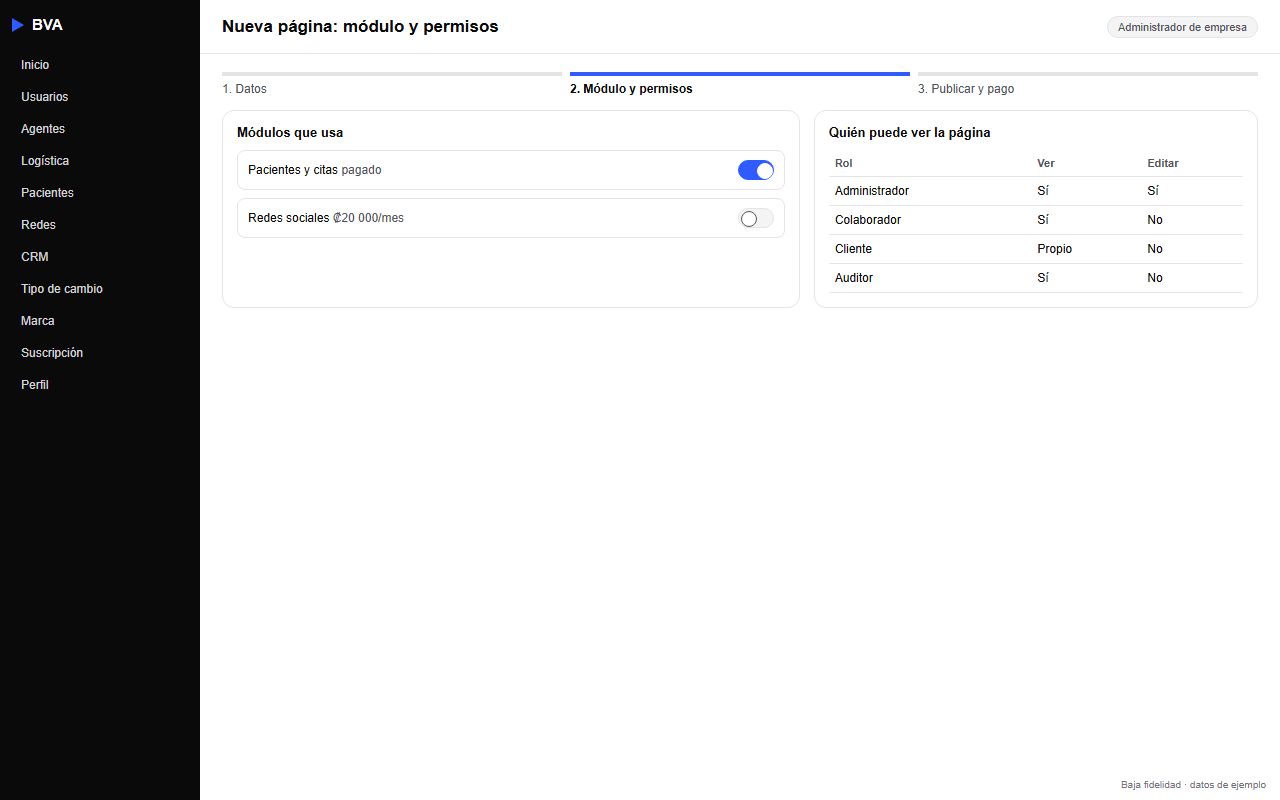 BVA
Inicio
Usuarios
Agentes
Logística
Pacientes
Redes
CRM
Tipo de cambio
Marca
Suscripción
Perfil
Nueva página: módulo y permisos
Administrador de empresa
1. Datos
2. Módulo y permisos
3. Publicar y pago
Módulos que usa
Pacientes y citas pagado
Redes sociales ₡20 000/mes
Quién puede ver la página
Rol Ver Editar
Administrador Sí Sí
Colaborador Sí No
Cliente Propio No
Auditor Sí No
Baja fidelidad · datos de ejemplo